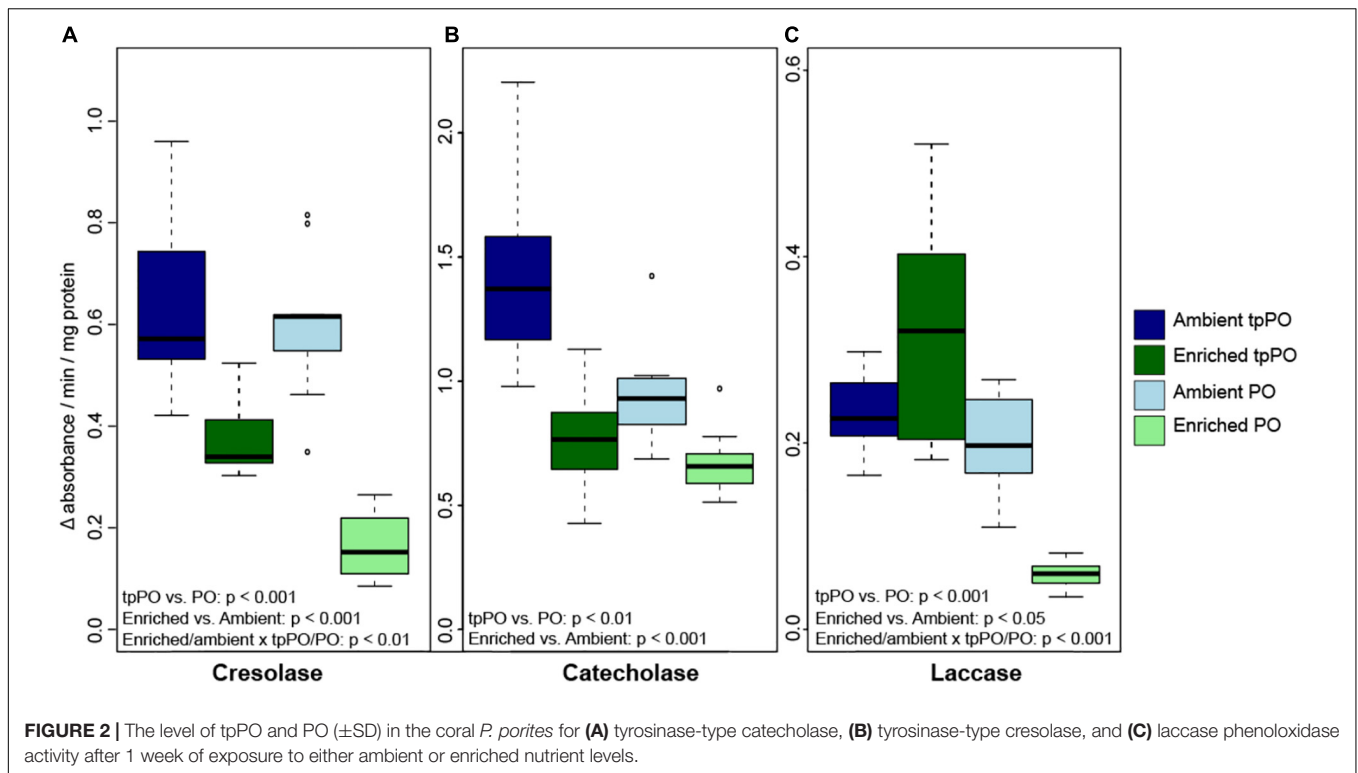 A
B
C
Δ absorbance / min / mg protein
1.0
0.8
0.6
0.4
0.2
0.0
tpPO vs. PO: p < 0.001
Enriched vs. Ambient: p < 0.001
Enriched/ambient x tpPO/PO: p < 0.01
Cresolase
2.0
1.5
1.0
0.5
0.0
tpPO vs. PO: p < 0.01
Enriched vs. Ambient: p < 0.001
Catecholase
0.6
0.4
0.2
0.0
tpPO vs. PO: p < 0.001
Enriched vs. Ambient: p < 0.05
Enriched/ambient x tpPO/PO: p < 0.001
Laccase
Ambient tpPO
Enriched tpPO
Ambient PO
Enriched PO
FIGURE 2 | The level of tpPO and PO (±SD) in the coral P. porites for (A) tyrosinase-type catecholase, (B) tyrosinase-type cresolase, and (C) laccase phenoloxidase
activity after 1 week of exposure to either ambient or enriched nutrient levels.